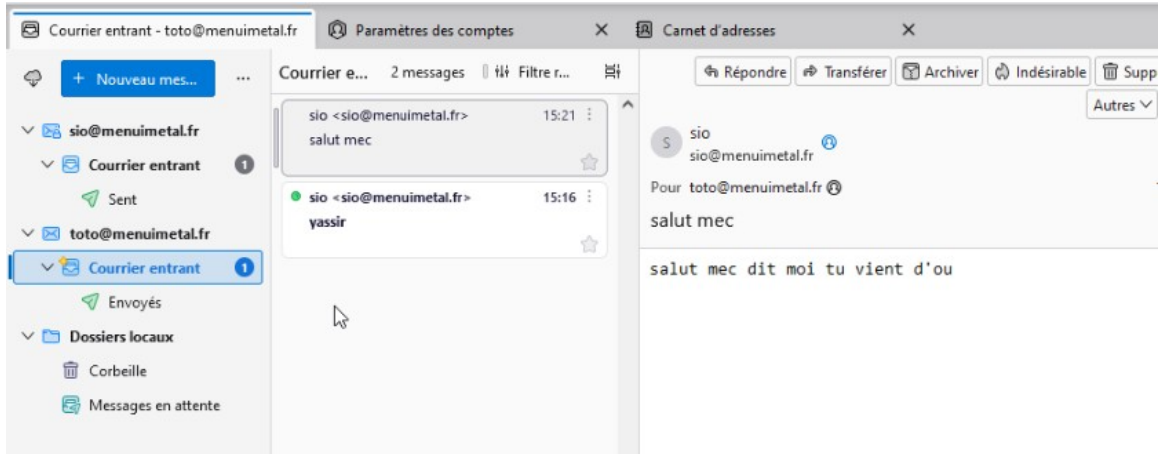 Courrier entrant - toto@menuimetal.fr
Paramètres des comptes
Carnet d'adresses
+ Nouveau mes... ...
sio@menuimetal.fr
Courrier entrant 1
Sent
toto@menuimetal.fr
Courrier entrant 1
Envoyés
Dossiers locaux
Corbeille
Messages en attente
Courrier e... 2 messages Filtre r...
sio <sio@menuimetal.fr> 15:21
salut mec
sio <sio@menuimetal.fr> 15:16
yassir
Répondre Transférer Archiver Indésirable Supp
Autres
S
sio
sio@menuimetal.fr
Pour toto@menuimetal.fr
salut mec
salut mec dit moi tu vient d'ou